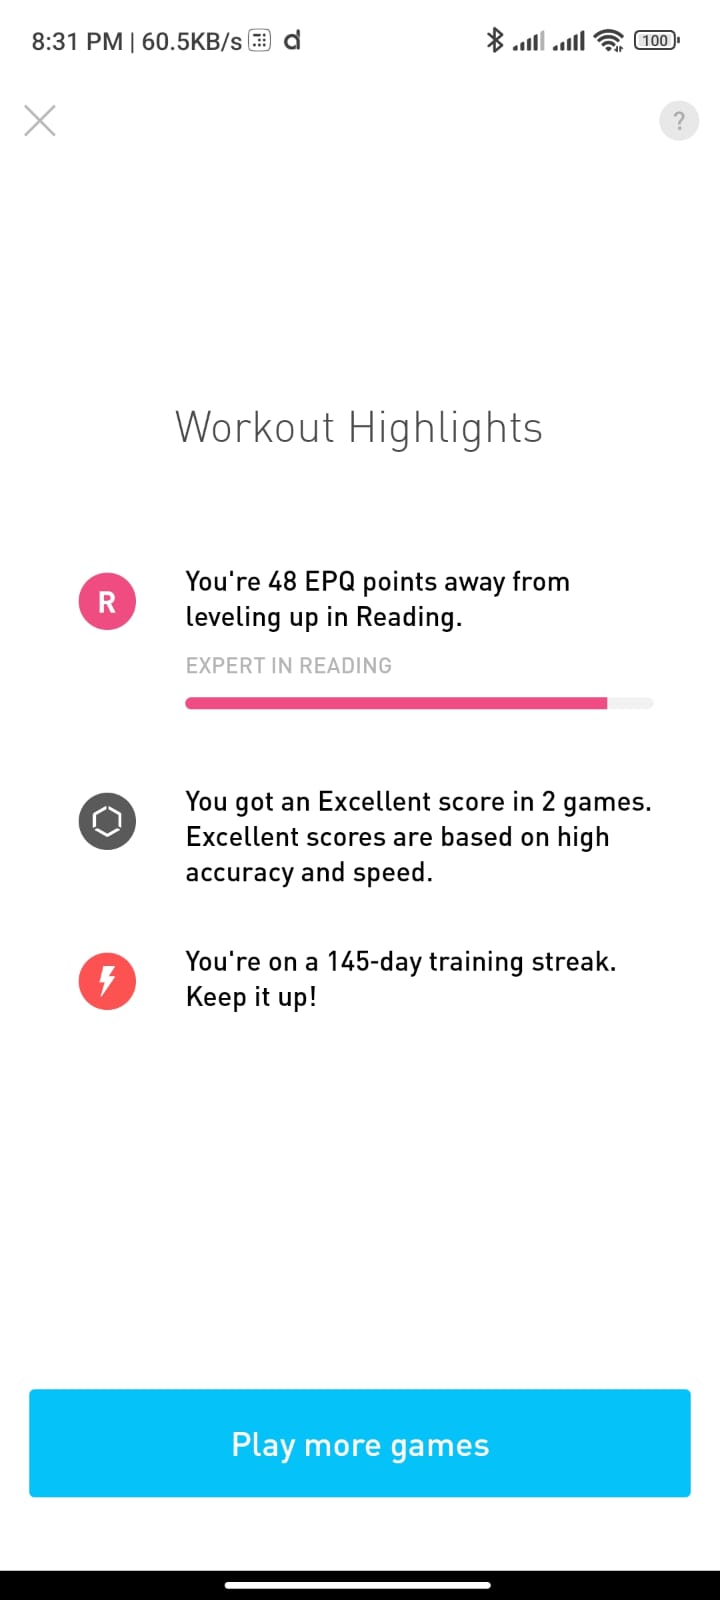 8:31 PM | 60.5KB/s d 100
?
Workout Highlights
R
You're 48 EPQ points away from
leveling up in Reading.
EXPERT IN READING
You got an Excellent score in 2 games.
Excellent scores are based on high
accuracy and speed.
You're on a 145-day training streak.
Keep it up!
Play more games